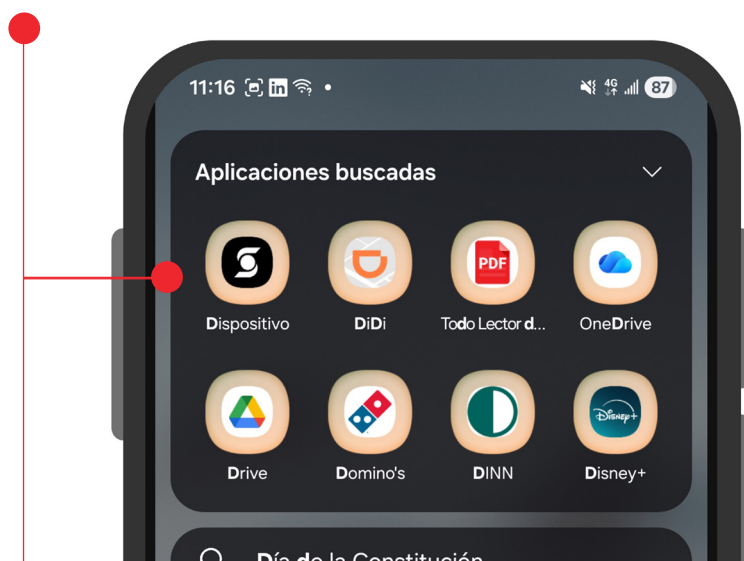 11:16
4G
87
Aplicaciones buscadas
PDF
Disney+
Dispositivo
DiDi
Todo Lector d...
OneDrive
Drive
Domino's
DINN
Disney+
Día de la Constitución